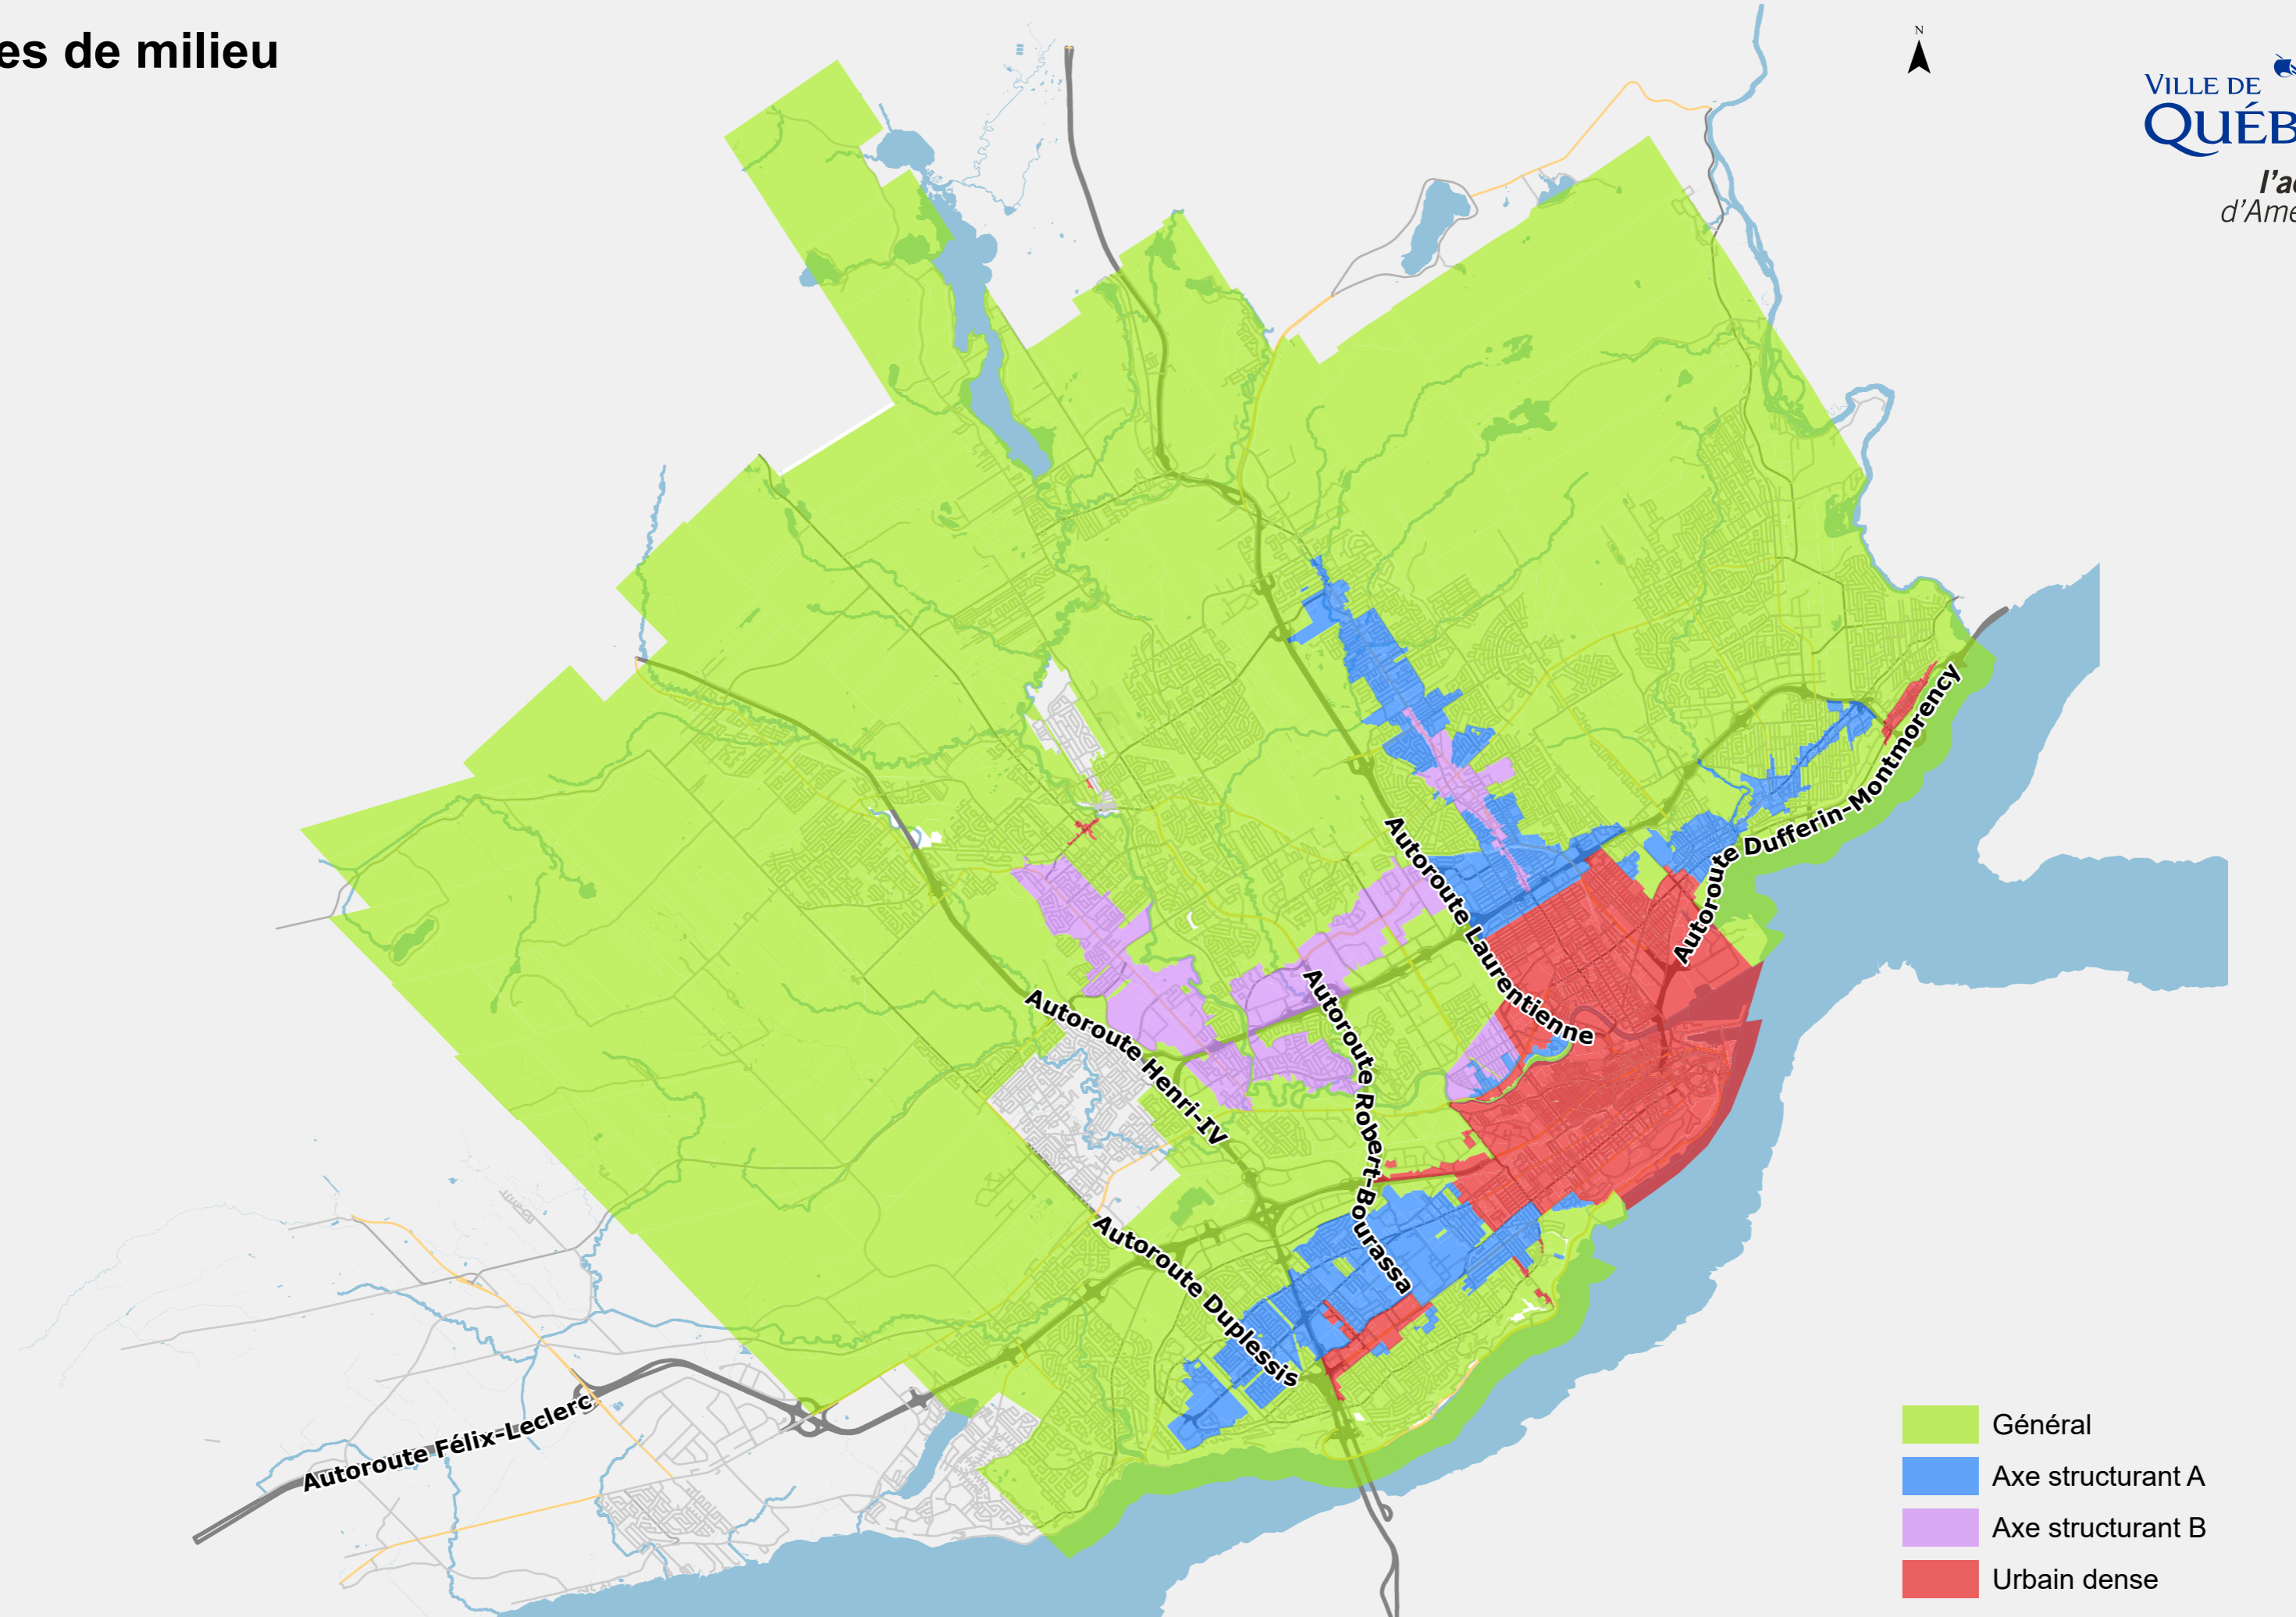 es de milieu
N
VILLE DE
QUÉB
l'a
d'Amé
Autoroute Dufferin-Montmorency
Autoroute Laurentienne
Autoroute Robert-Bourassa
Autoroute Henri-IV
Autoroute Duplessis
Autoroute Félix-Leclerc
Général
Axe structurant A
Axe structurant B
Urbain dense